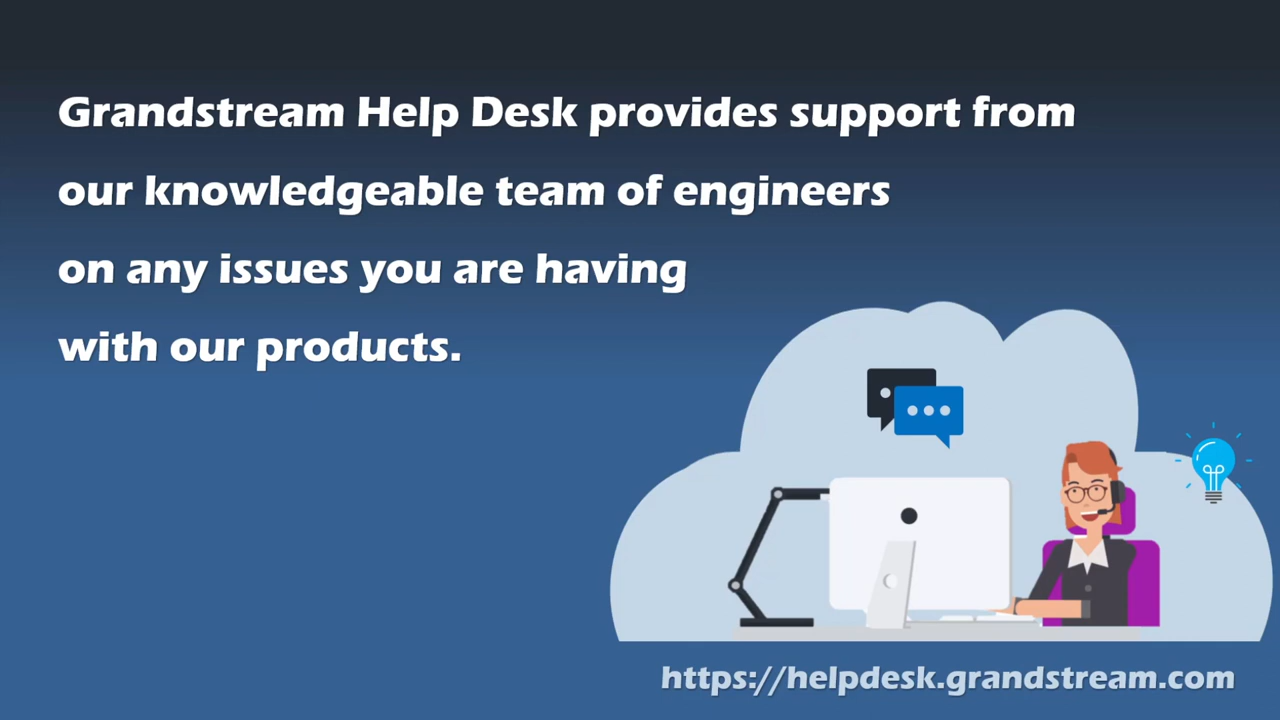 Grandstream Help Desk provides support from
our knowledgeable team of engineers
on any issues you are having
with our products.
https://helpdesk.grandstream.com